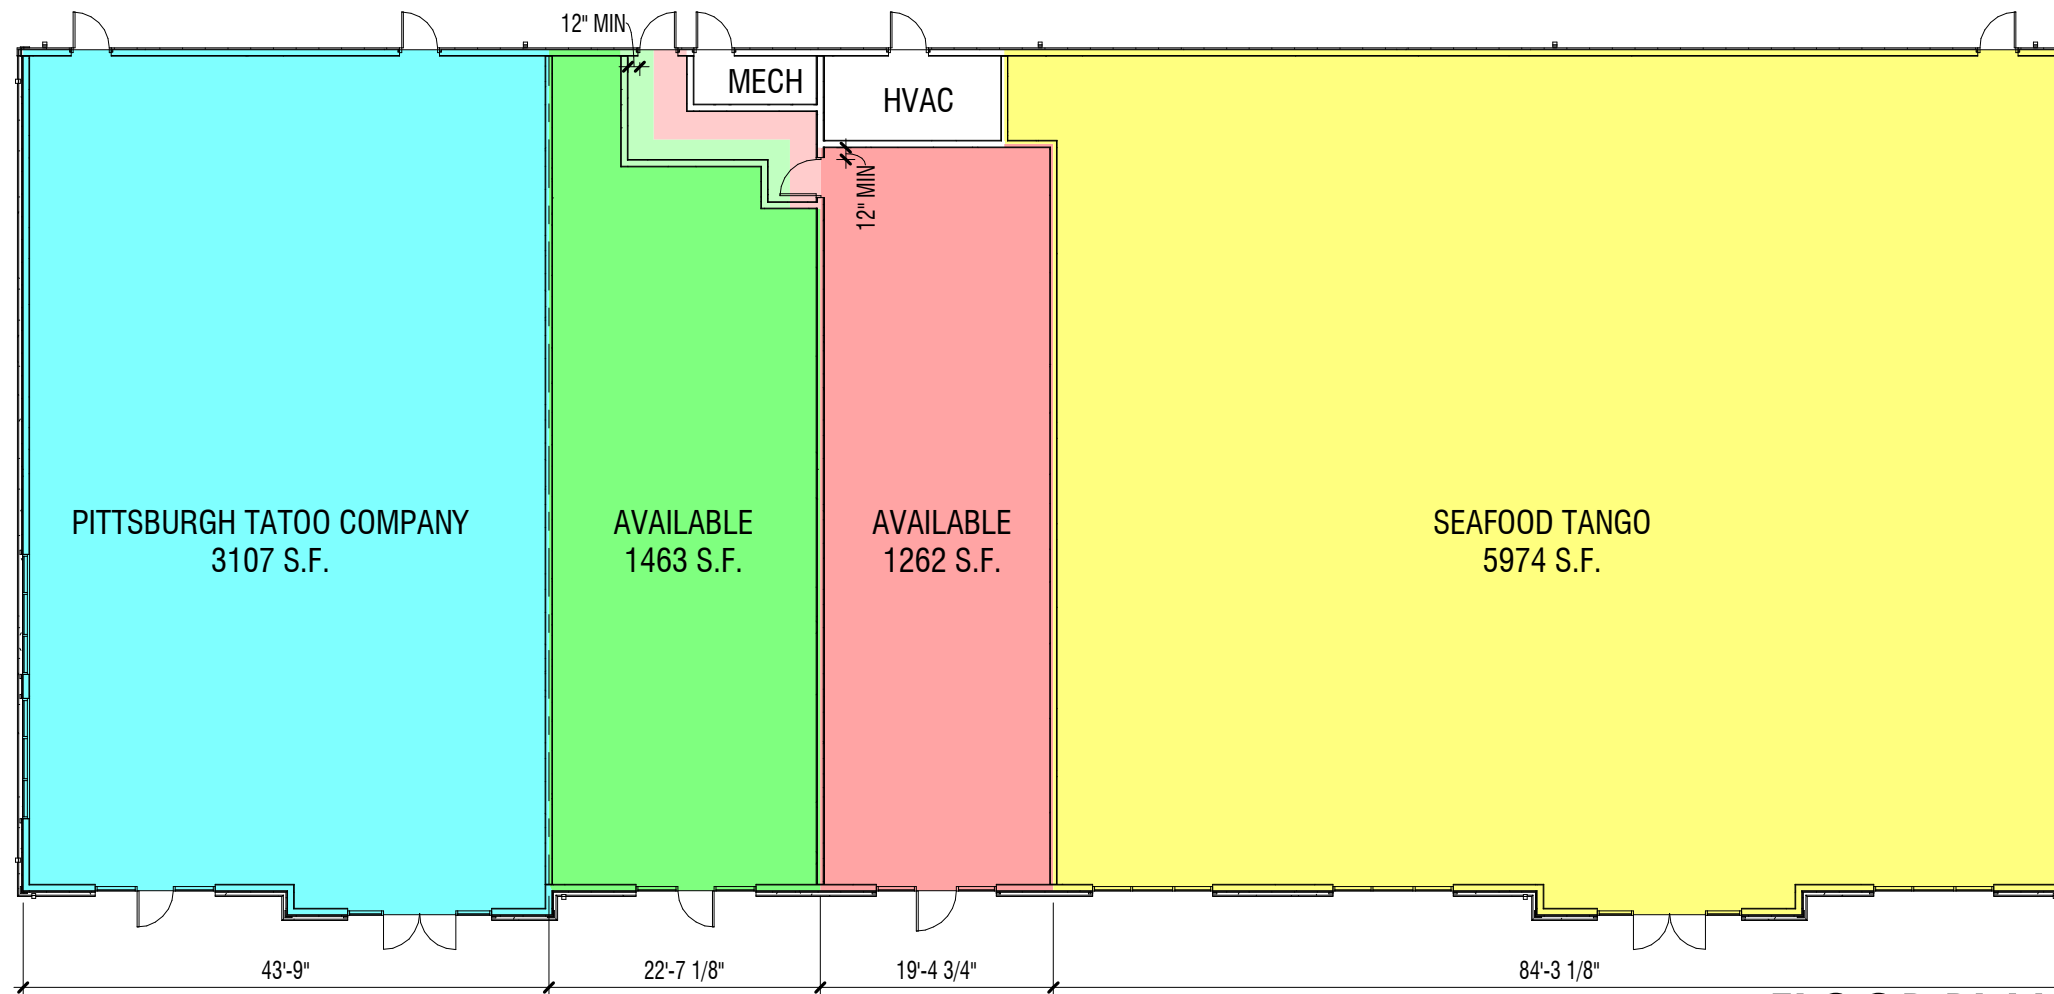 12" MIN
MECH
HVAC
12" MIN
PITTSBURGH TATOO COMPANY
3107 S.F.
AVAILABLE
1463 S.F.
AVAILABLE
1262 S.F.
SEAFOOD TANGO
5974 S.F.
43'-9"
22'-7 1/8"
19'-4 3/4"
84'-3 1/8"